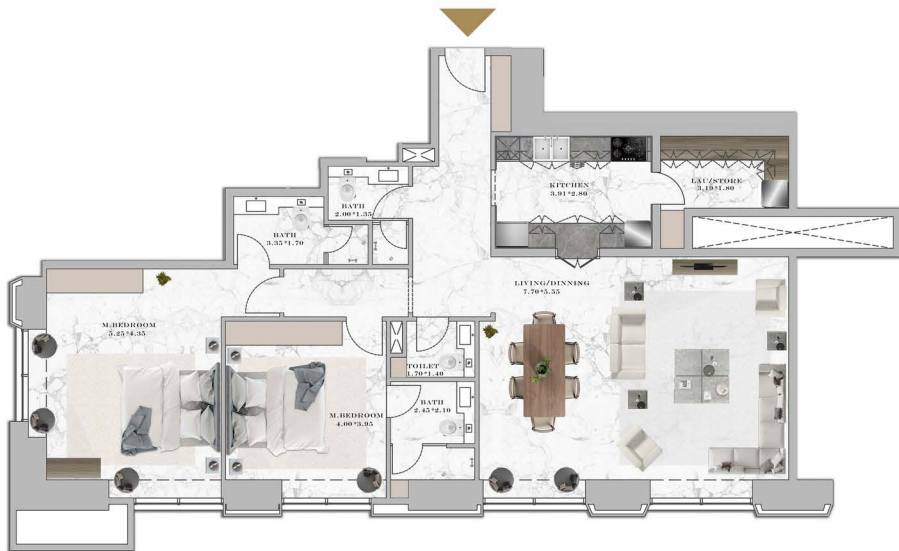 KITCHEN
3.91*2.80
LAU/STORE
3.19*1.80
BATH
2.00*1.35
BATH
3.35*1.70
LIVING/DINNING
7.70*5.55
M.BEDROOM
5.25*4.35
TOILET
1.70*1.40
BATH
2.45*2.10
M.BEDROOM
4.00*3.95